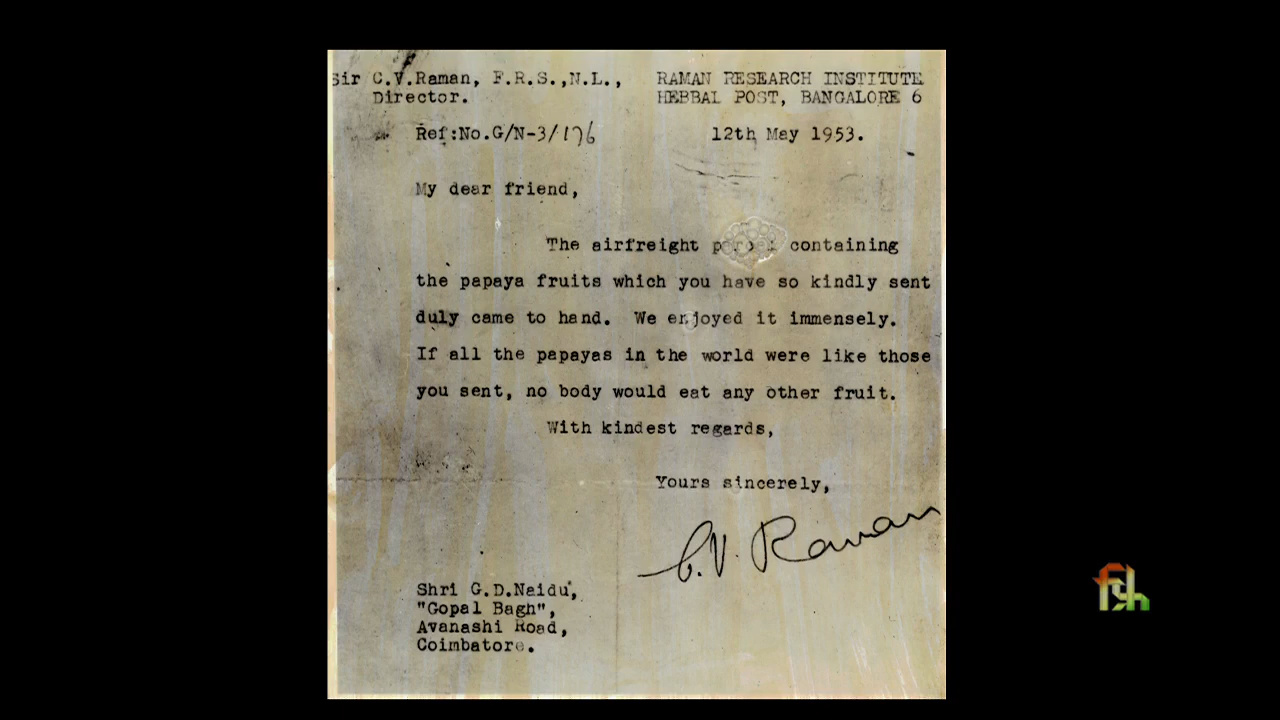 Sir C.V.Raman, F.R.S.,N.L.,
Director.
RAMAN RESEARCH INSTITUTE
HEBBAL POST, BANGALORE 6
Ref:No.G/N-3/176
12th May 1953.
My dear friend,
The airfreight containing
the papaya fruits which you have so kindly sent
duly came to hand. We enjoyed it immensely.
If all the papayas in the world were like those
you sent, no body would eat any other fruit.
With kindest regards,
Yours sincerely,
C.V. Raman
Shri G.D.Naidu,
"Gopal Bagh",
Avanashi Road,
Coimbatore.